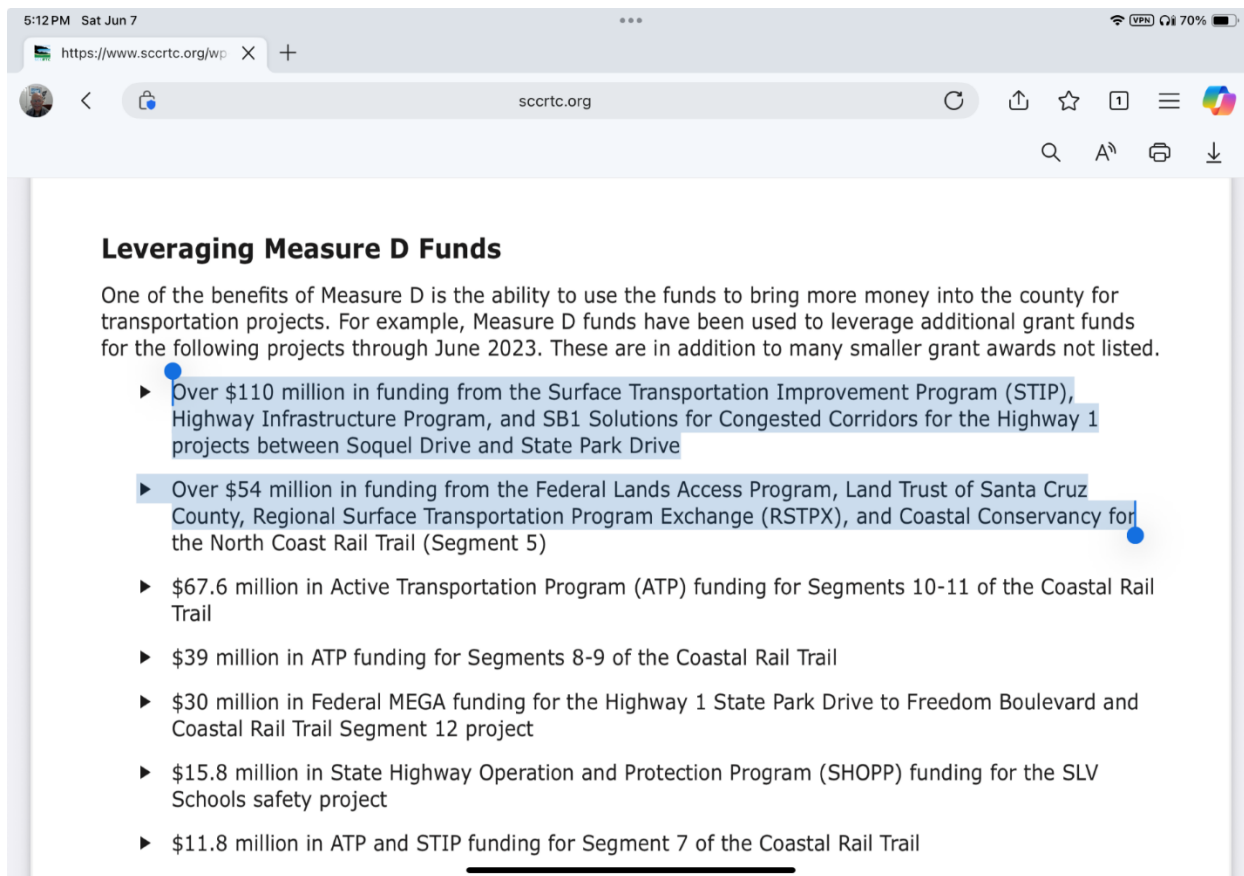 5:12 PM Sat Jun 7
VPN 70%
https://www.sccrtc.org/wp
sccrtc.org
1
Leveraging Measure D Funds
One of the benefits of Measure D is the ability to use the funds to bring more money into the county for
transportation projects. For example, Measure D funds have been used to leverage additional grant funds
for the following projects through June 2023. These are in addition to many smaller grant awards not listed.
Over $110 million in funding from the Surface Transportation Improvement Program (STIP),
Highway Infrastructure Program, and SB1 Solutions for Congested Corridors for the Highway 1
projects between Soquel Drive and State Park Drive
Over $54 million in funding from the Federal Lands Access Program, Land Trust of Santa Cruz
County, Regional Surface Transportation Program Exchange (RSTPX), and Coastal Conservancy for
the North Coast Rail Trail (Segment 5)
$67.6 million in Active Transportation Program (ATP) funding for Segments 10-11 of the Coastal Rail
Trail
$39 million in ATP funding for Segments 8-9 of the Coastal Rail Trail
$30 million in Federal MEGA funding for the Highway 1 State Park Drive to Freedom Boulevard and
Coastal Rail Trail Segment 12 project
$15.8 million in State Highway Operation and Protection Program (SHOPP) funding for the SLV
Schools safety project
$11.8 million in ATP and STIP funding for Segment 7 of the Coastal Rail Trail